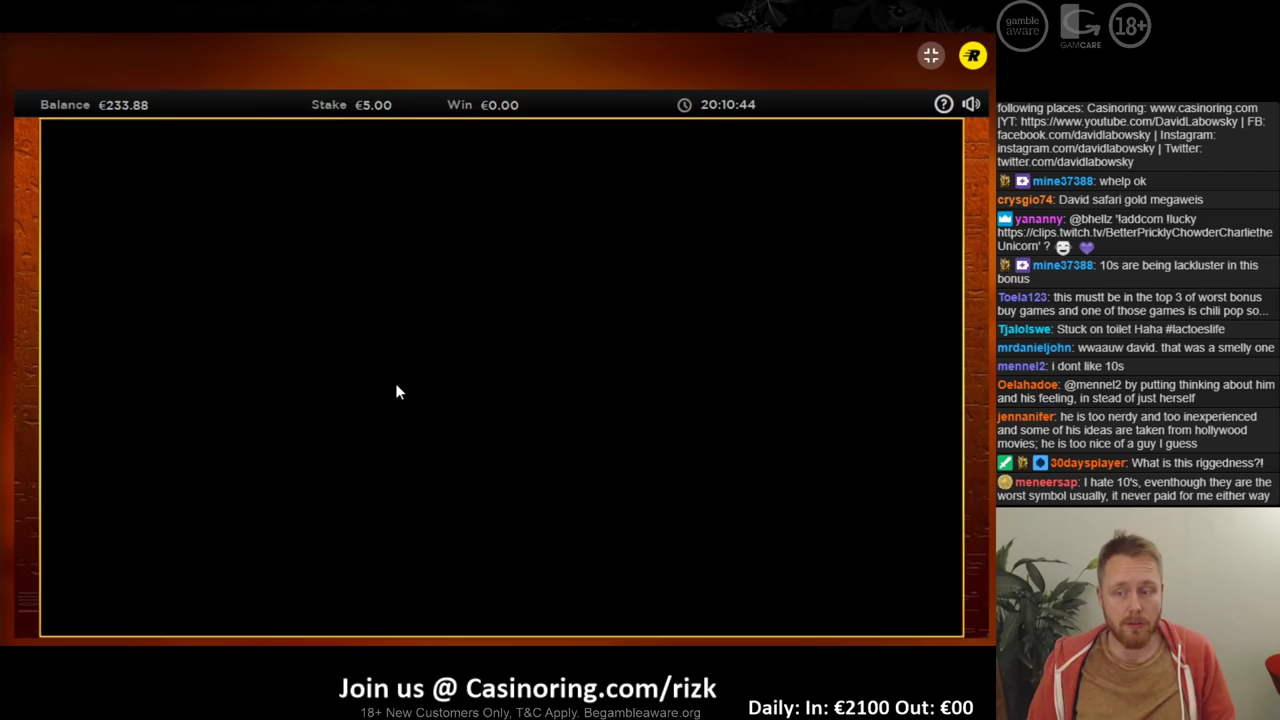 gamble
aware
GAMCARE
18+
R
Balance €233.88
Stake €5.00
Win €0.00
20:10:44
?
following places: Casinoring: www.casinoring.com
|YT: https://www.youtube.com/DavidLabowsky | FB:
facebook.com/davidlabowsky | Instagram:
instagram.com/davidlabowsky | Twitter:
twitter.com/davidlabowsky
mine37388: whelp ok
crysgio74: David safari gold megaweis
yananny: @bhellz '!addcom !lucky
https://clips.twitch.tv/BetterPricklyChowderCharliethe
Unicorn' ?
mine37388: 10s are being lackluster in this
bonus
Toela123: this mustt be in the top 3 of worst bonus
buy games and one of those games is chili pop so...
Tjalolswe: Stuck on toilet Haha #lactoeslife
mrdanieljohn: wwaauw david. that was a smelly one
mennel2: i dont like 10s
Oelahadoe: @mennel2 by putting thinking about him
and his feeling, in stead of just herself
jennanifer: he is too nerdy and too inexperienced
and some of his ideas are taken from hollywood
movies; he is too nice of a guy I guess
30daysplayer: What is this riggedness?!
meneersap: I hate 10's, eventhough they are the
worst symbol usually, it never paid for me either way
Join us @ Casinoring.com/rizk
18+ New Customers Only, T&C Apply. Begambleaware.org
Daily: In: €2100 Out: €00